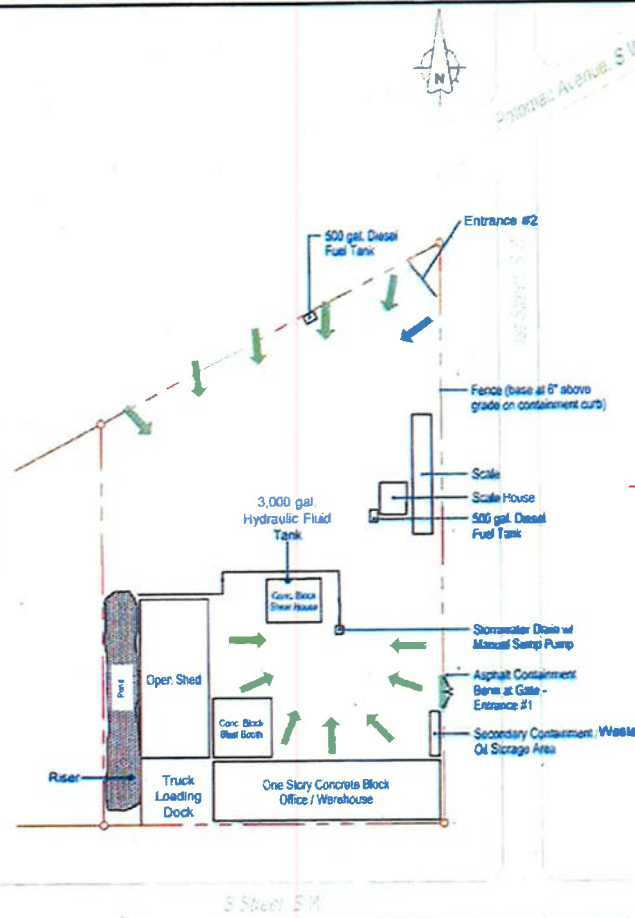 N
Potomac Avenue, S.W
Entrance #2
500 gal. Diesel
Fuel Tank
1st Street, S.W
Fence (base at 6" above
grade on containment curb)
Scale
Scale House
500 gal. Diesel
Fuel Tank
3,000 gal.
Hydraulic Fluid
Tank
Conc. Block
Shear House
Stormwater Drain w/
Manual Sump Pump
Asphalt Containment
Berm at Gate -
Entrance #1
Secondary Containment / Waste
Oil Storage Area
Open Shed
Pond
Conc. Block
Booth
Riser
Truck
Loading
Dock
One Story Concrete Block
Office / Warehouse
S Street, S.W.